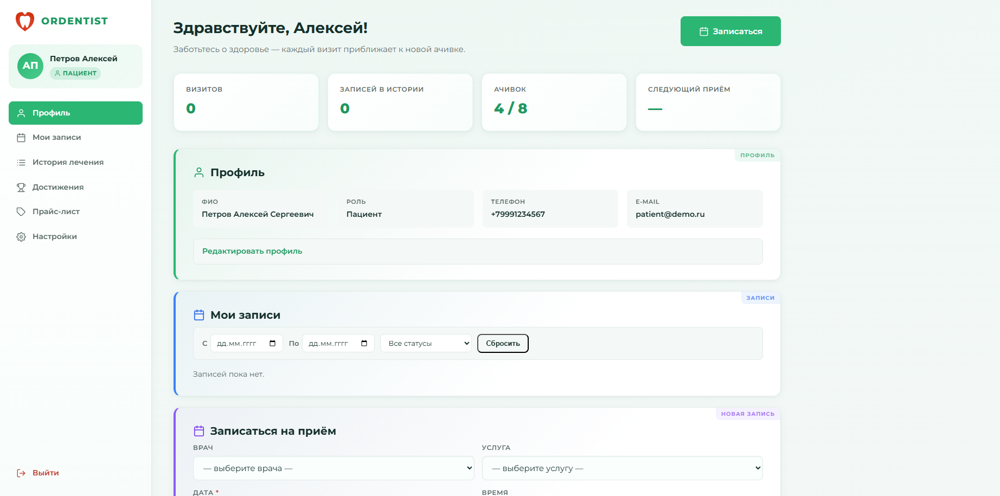 ORDENTIST
АП
Петров Алексей
ПАЦИЕНТ
Профиль
Мои записи
История лечения
Достижения
Прайс-лист
Настройки
Выйти
Здравствуйте, Алексей!
Заботьтесь о здоровье — каждый визит приближает к новой ачивке.
Записаться
ВИЗИТОВ
0
ЗАПИСЕЙ В ИСТОРИИ
0
АЧИВОК
4 / 8
СЛЕДУЮЩИЙ ПРИЁМ
—
ПРОФИЛЬ
Профиль
ФИО
Петров Алексей Сергеевич
РОЛЬ
Пациент
ТЕЛЕФОН
+79991234567
E-MAIL
patient@demo.ru
Редактировать профиль
ЗАПИСИ
Мои записи
С дд.мм.гггг По дд.мм.гггг Все статусы Сбросить
Записей пока нет.
НОВАЯ ЗАПИСЬ
Записаться на приём
ВРАЧ
— выберите врача —
УСЛУГА
— выберите услугу —
ДАТА *
ВРЕМЯ